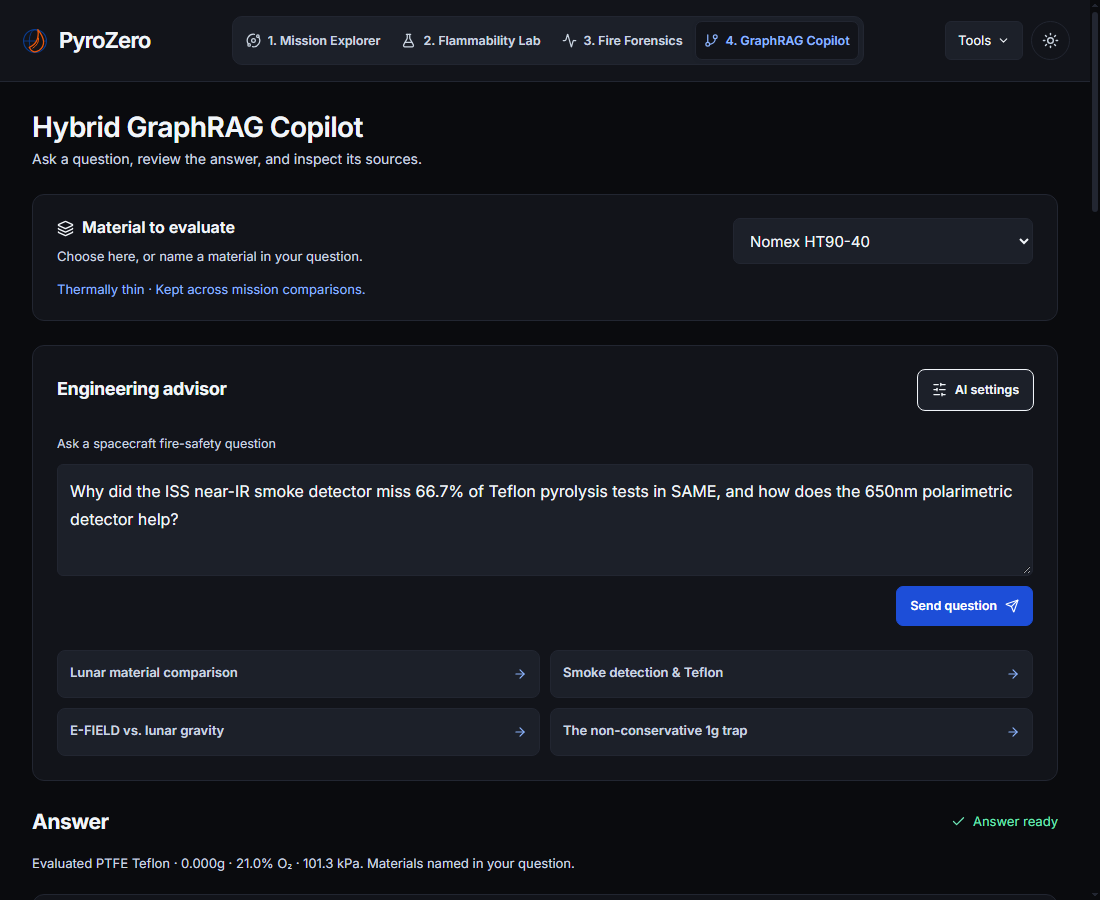 PyroZero
1. Mission Explorer
2. Flammability Lab
3. Fire Forensics
4. GraphRAG Copilot
Tools
Hybrid GraphRAG Copilot
Ask a question, review the answer, and inspect its sources.
Material to evaluate
Choose here, or name a material in your question.
Thermally thin · Kept across mission comparisons.
Nomex HT90-40
Engineering advisor
AI settings
Ask a spacecraft fire-safety question
Why did the ISS near-IR smoke detector miss 66.7% of Teflon pyrolysis tests in SAME, and how does the 650nm polarimetric
detector help?
Send question
Lunar material comparison
Smoke detection & Teflon
E-FIELD vs. lunar gravity
The non-conservative 1g trap
Answer
Answer ready
Evaluated PTFE Teflon · 0.000g · 21.0% O₂ · 101.3 kPa. Materials named in your question.